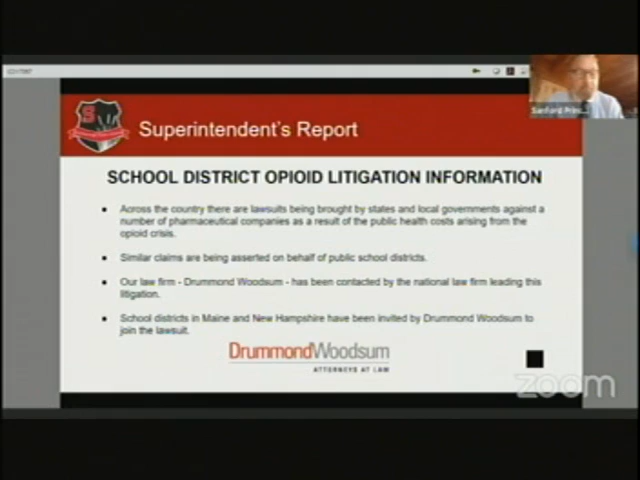 Superintendent's Report
SCHOOL DISTRICT OPIOID LITIGATION INFORMATION
• Across the country there are lawsuits being brought by states and local governments against a
number of pharmaceutical companies as a result of the public health costs arising from the
opioid crisis.
• Similar claims are being asserted on behalf of public school districts.
• Our law firm - Drummond Woodsum - has been contacted by the national law firm leading this
litigation.
• School districts in Maine and New Hampshire have been invited by Drummond Woodsum to
join the lawsuit.
DrummondWoodsum
ATTORNEYS AT LAW
zoom